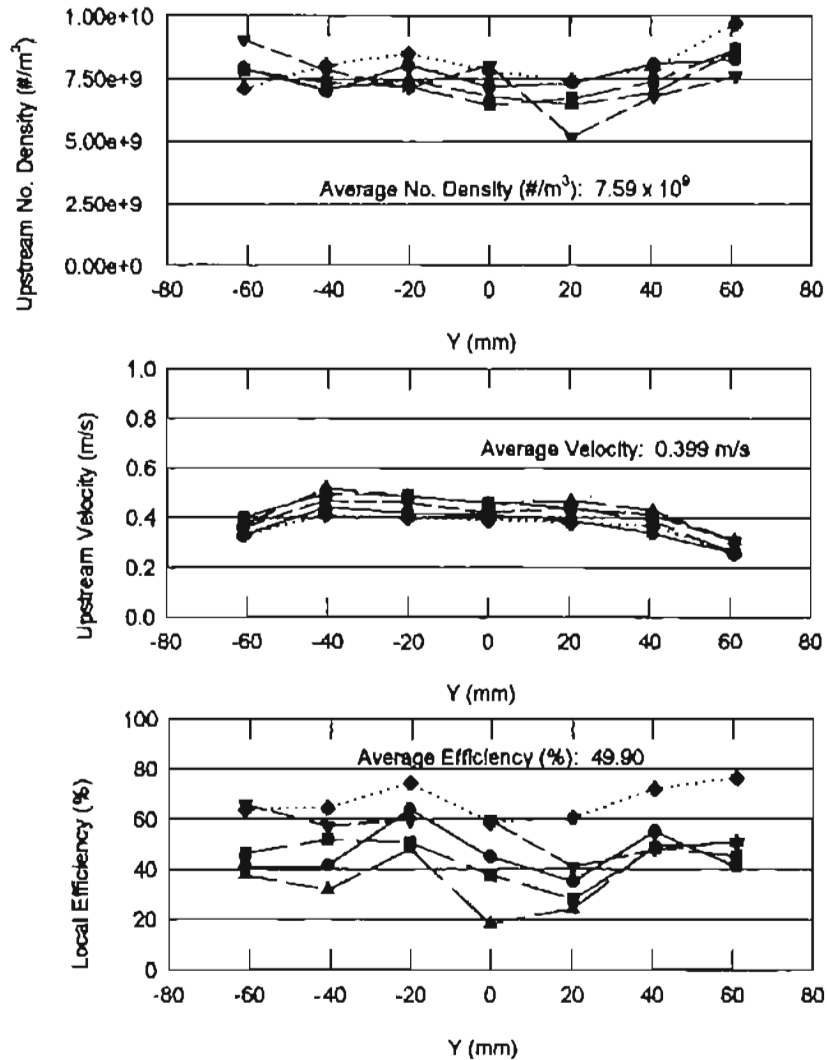 Upstream No. Density (#/m³)
1.00e+10
7.50e+9
5.00e+9
2.50e+9
0.00e+0
Average No. Density (#/m³): 7.59 x 10⁹
-80 -60 -40 -20 0 20 40 60 80
Y (mm)
Upstream Velocity (m/s)
1.0
0.8
0.6
0.4
0.2
0.0
Average Velocity: 0.399 m/s
-80 -60 -40 -20 0 20 40 60 80
Y (mm)
Local Efficiency (%)
100
80
60
40
20
0
Average Efficiency (%): 49.90
-80 -60 -40 -20 0 20 40 60 80
Y (mm)